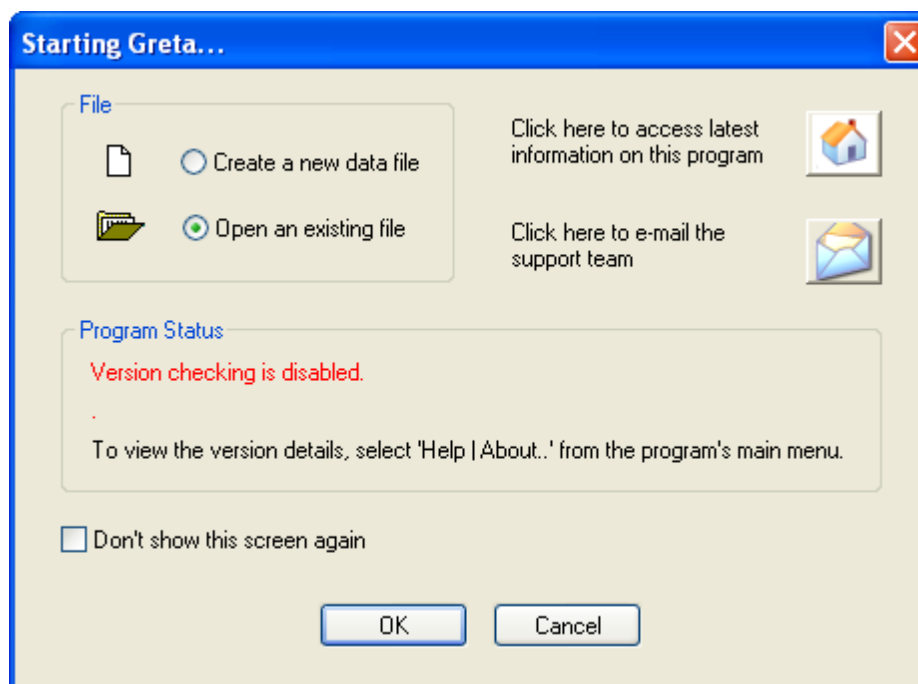 Starting Greta...
File
Create a new data file
Open an existing file
Click here to access latest
information on this program
Click here to e-mail the
support team
Program Status
Version checking is disabled.
.
To view the version details, select 'Help | About..' from the program's main menu.
Don't show this screen again
OK
Cancel